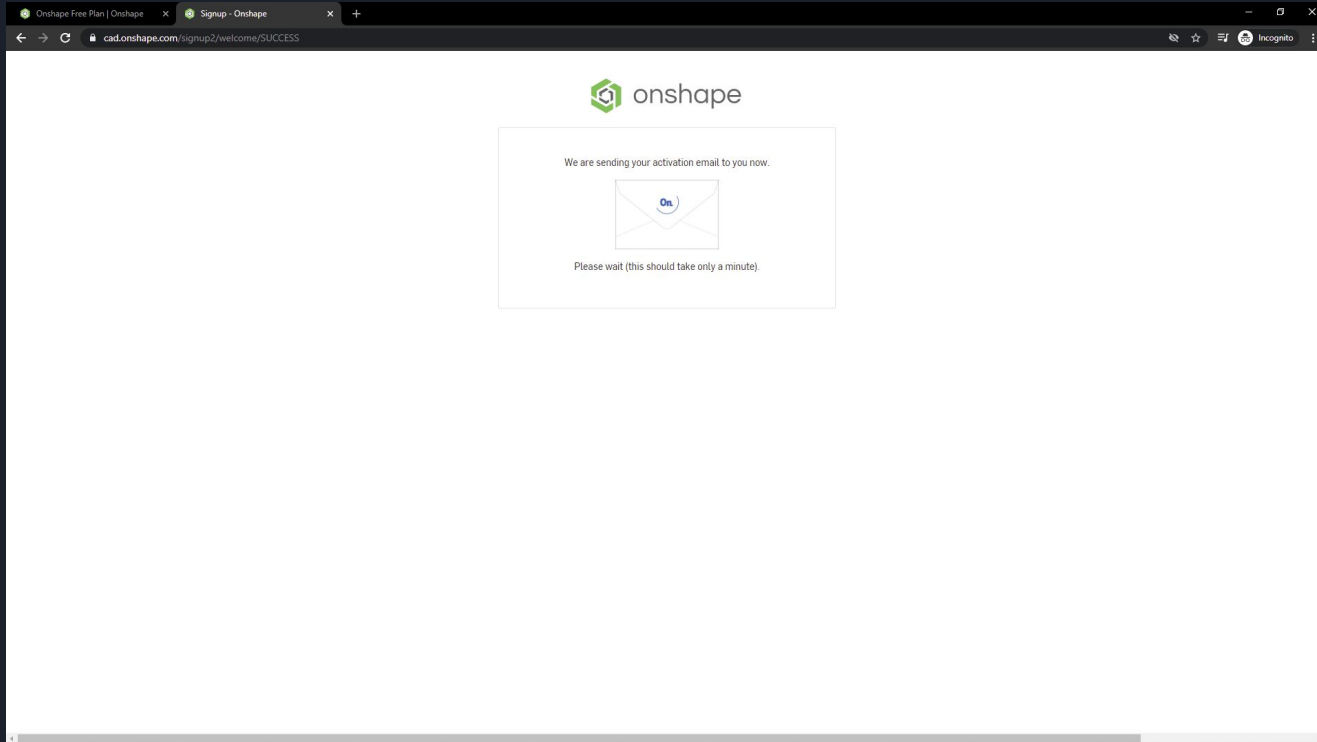 Onshape Free Plan | Onshape
Signup - Onshape
cad.onshape.com/signup2/welcome/SUCCESS
Incognito
onshape
We are sending your activation email to you now.
On.
Please wait (this should take only a minute).